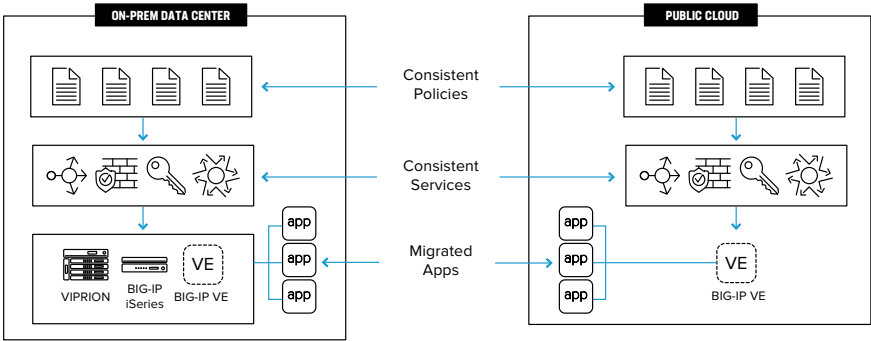 ON-PREM DATA CENTER
PUBLIC CLOUD
Consistent
Policies
Consistent
Services
Migrated
Apps
app
app
app
VIPRION
BIG-IP
iSeries
VE
BIG-IP VE
app
app
app
VE
BIG-IP VE